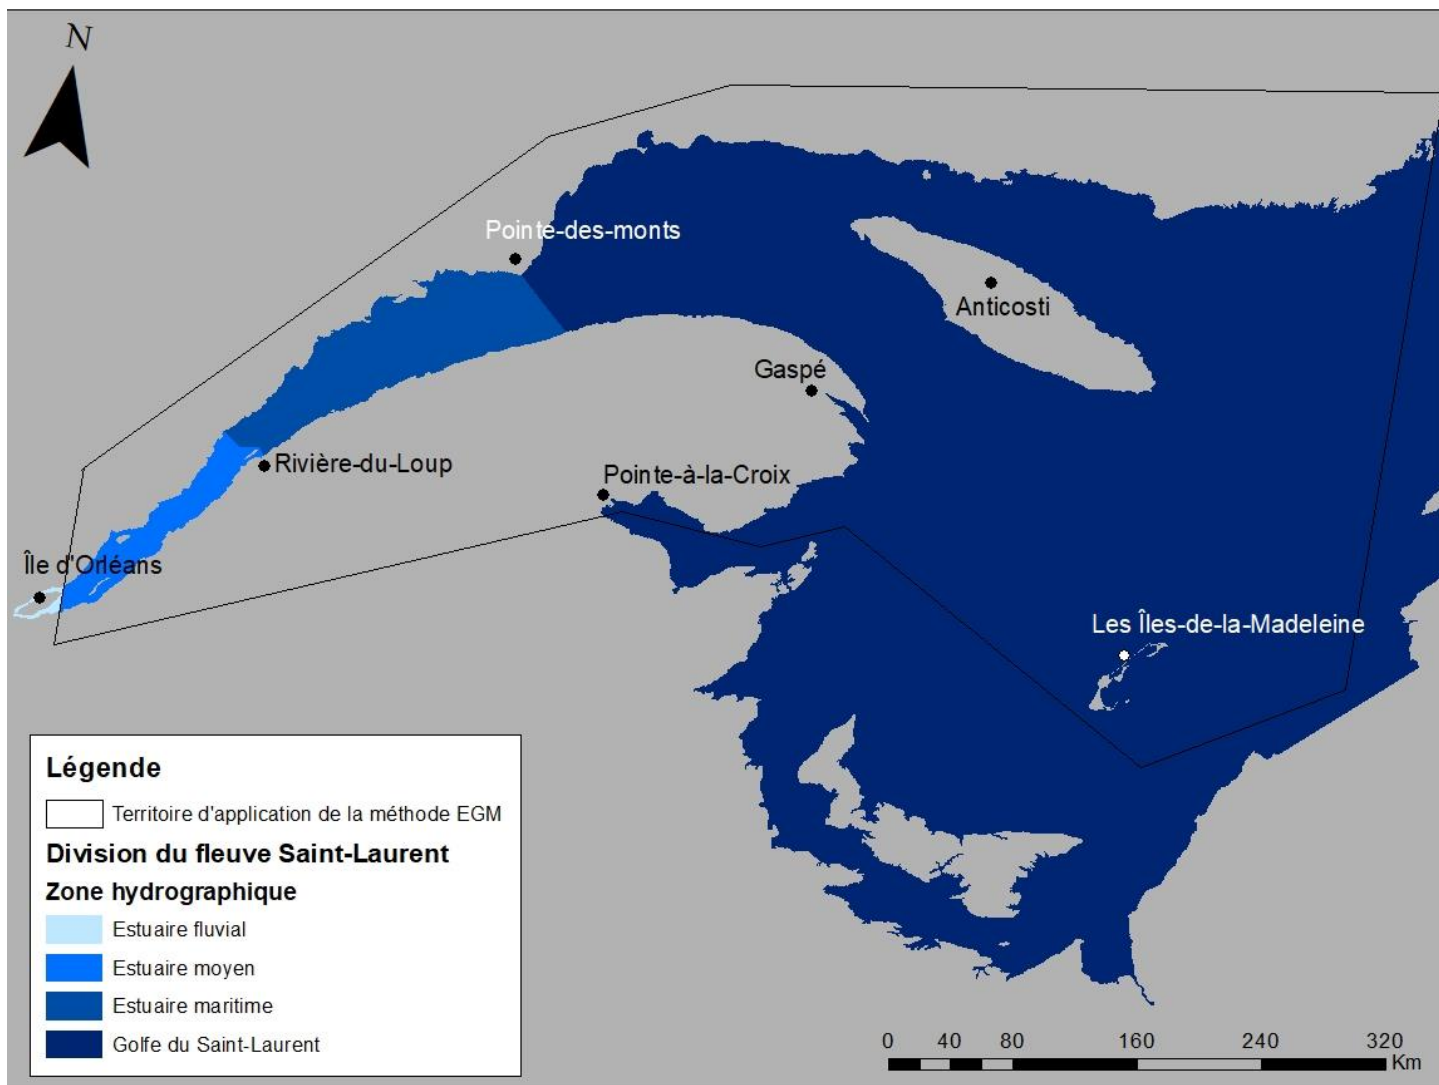 N
Pointe-des-monts
Anticosti
Gaspé
Rivière-du-Loup
Pointe-à-la-Croix
Île d'Orléans
Les Îles-de-la-Madeleine
Légende
Territoire d'application de la méthode EGM
Division du fleuve Saint-Laurent
Zone hydrographique
Estuaire fluvial
Estuaire moyen
Estuaire maritime
Golfe du Saint-Laurent
0 40 80 160 240 320
Km